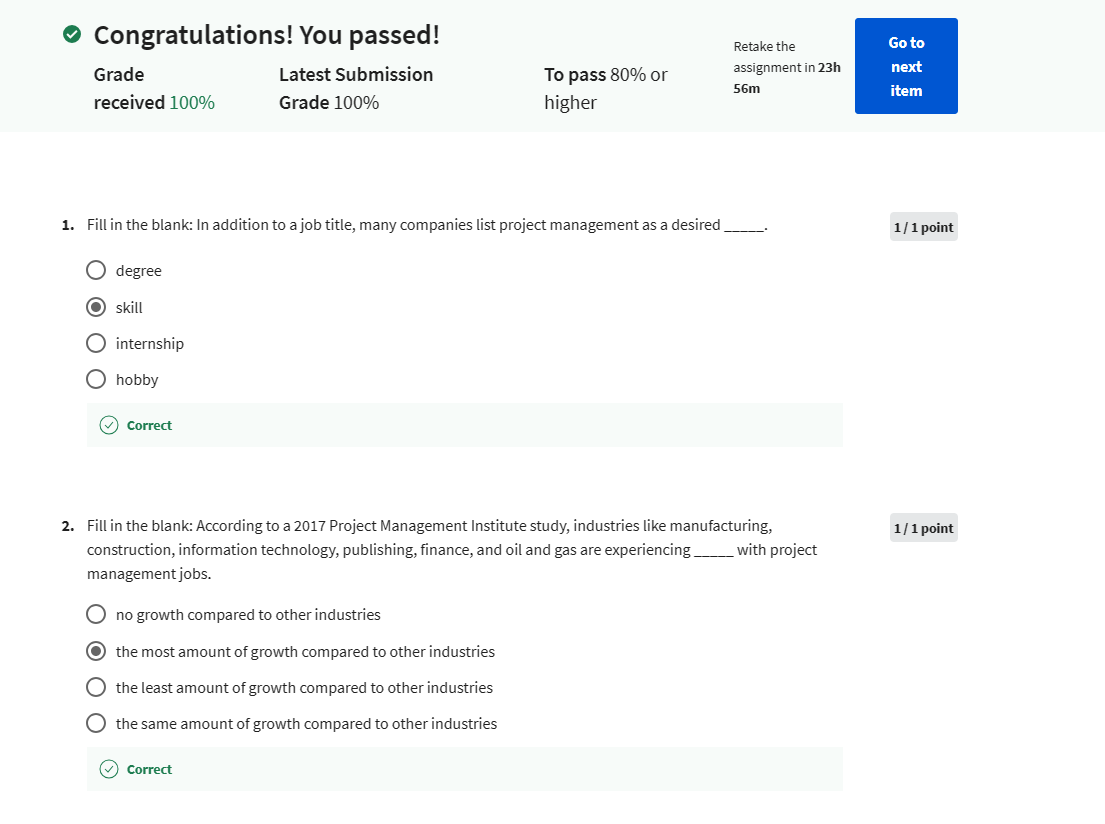 Congratulations! You passed!
Grade
received 100%
Latest Submission
Grade 100%
To pass 80% or
higher
Retake the
assignment in 23h
56m
Go to
next
item
1. Fill in the blank: In addition to a job title, many companies list project management as a desired _____.
1 / 1 point
degree
skill
internship
hobby
Correct
2. Fill in the blank: According to a 2017 Project Management Institute study, industries like manufacturing,
construction, information technology, publishing, finance, and oil and gas are experiencing _____ with project
management jobs.
1 / 1 point
no growth compared to other industries
the most amount of growth compared to other industries
the least amount of growth compared to other industries
the same amount of growth compared to other industries
Correct